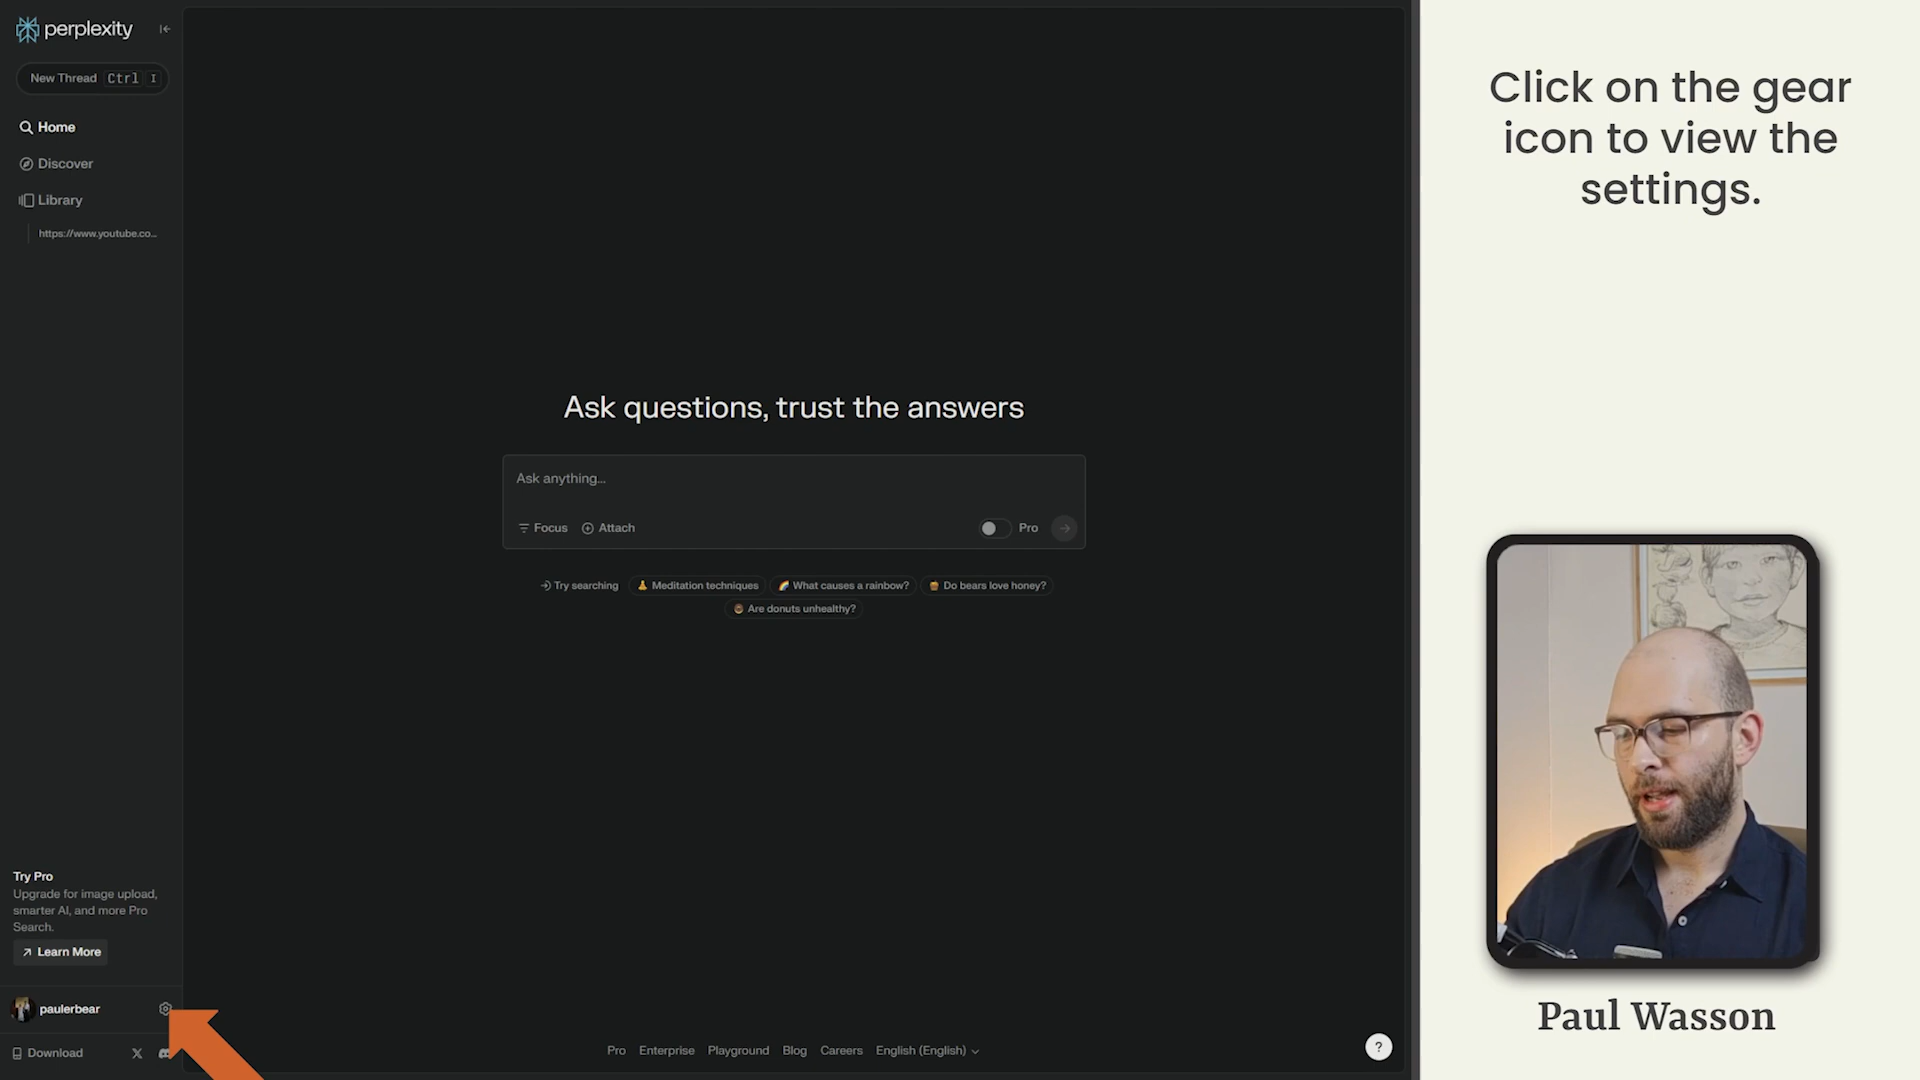 perplexity
New Thread Ctrl I
Home
Discover
Library
https://www.youtube.co...
Ask questions, trust the answers
Ask anything...
Focus Attach Pro
Try searching Meditation techniques What causes a rainbow? Do bears love honey?
Are donuts unhealthy?
Try Pro
Upgrade for image upload,
smarter AI, and more Pro
Search.
Learn More
paulerbear
Download
Pro Enterprise Playground Blog Careers English (English)
?
Click on the gear
icon to view the
settings.
Paul Wasson